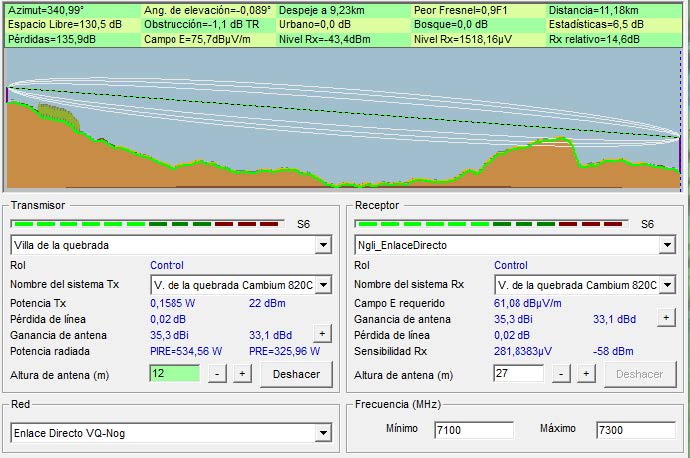 Azimut=340,99° Ang. de elevación=-0,089° Despeje a 9,23km Peor Fresnel=0,9F1 Distancia=11,18km
Espacio Libre=130,5 dB Obstrucción=-1,1 dB TR Urbano=0,0 dB Bosque=0,0 dB Estadísticas=6,5 dB
Pérdidas=135,9dB Campo E=75,7dBµV/m Nivel Rx=-43,4dBm Nivel Rx=1518,16µV Rx relativo=14,6dB
Transmisor
S6
Villa de la quebrada
Rol Control
Nombre del sistema Tx V. de la quebrada Cambium 820C
Potencia Tx 0,1585 W 22 dBm
Pérdida de línea 0,02 dB
Ganancia de antena 35,3 dBi 33,1 dBd +
Potencia radiada PIRE=534,56 W PRE=325,96 W
Altura de antena (m) 12 - + Deshacer
Receptor
S6
Ngli_EnlaceDirecto
Rol Control
Nombre del sistema Rx V. de la quebrada Cambium 820C
Campo E requerido 61,08 dBµV/m
Ganancia de antena 35,3 dBi 33,1 dBd +
Pérdida de línea 0,02 dB
Sensibilidad Rx 281,8383µV -58 dBm
Altura de antena (m) 27 - + Deshacer
Red
Enlace Directo VQ-Nog
Frecuencia (MHz)
Mínimo 7100 Máximo 7300